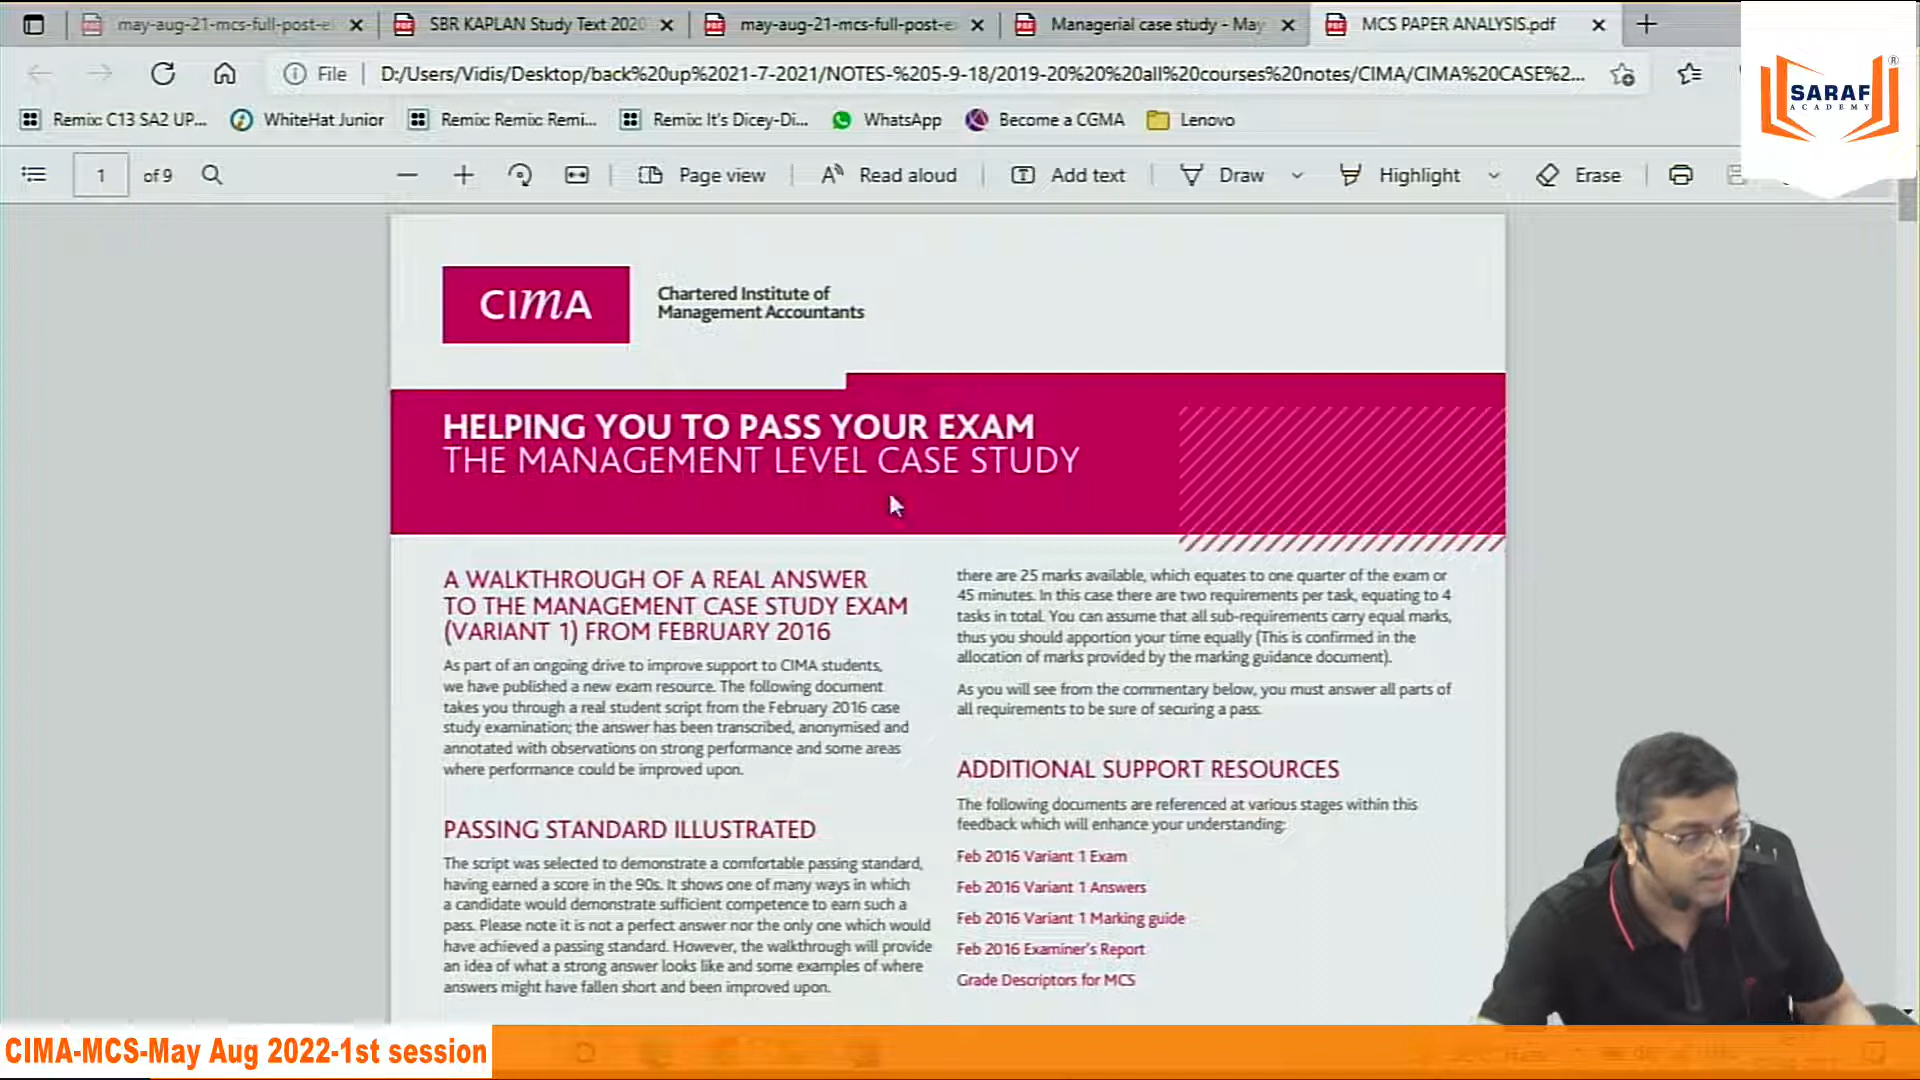 may-aug-21-mcs-full-post-e
SBR KAPLAN Study Text 2020
may-aug-21-mcs-full-post-e
Managerial case study - May
MCS PAPER ANALYSIS.pdf
File
D:/Users/Vidis/Desktop/back%20up%2021-7-2021/NOTES-%205-9-18/2019-20%20%20all%20courses%20notes/CIMA/CIMA%20CASE%2...
SARAF
ACADEMY
®
Remix: C13 SA2 UP...
WhiteHat Junior
Remix: Remix: Remi...
Remix: It's Dicey-Di...
WhatsApp
Become a CGMA
Lenovo
1
of 9
Page view
Read aloud
Add text
Draw
Highlight
Erase
CIMA
Chartered Institute of
Management Accountants
HELPING YOU TO PASS YOUR EXAM
THE MANAGEMENT LEVEL CASE STUDY
A WALKTHROUGH OF A REAL ANSWER
TO THE MANAGEMENT CASE STUDY EXAM
(VARIANT 1) FROM FEBRUARY 2016
As part of an ongoing drive to improve support to CIMA students,
we have published a new exam resource. The following document
takes you through a real student script from the February 2016 case
study examination; the answer has been transcribed, anonymised and
annotated with observations on strong performance and some areas
where performance could be improved upon.
PASSING STANDARD ILLUSTRATED
The script was selected to demonstrate a comfortable passing standard,
having earned a score in the 90s. It shows one of many ways in which
a candidate would demonstrate sufficient competence to earn such a
pass. Please note it is not a perfect answer nor the only one which would
have achieved a passing standard. However, the walkthrough will provide
an idea of what a strong answer looks like and some examples of where
answers might have fallen short and been improved upon.
there are 25 marks available, which equates to one quarter of the exam or
45 minutes. In this case there are two requirements per task, equating to 4
tasks in total. You can assume that all sub-requirements carry equal marks,
thus you should apportion your time equally (This is confirmed in the
allocation of marks provided by the marking guidance document).
As you will see from the commentary below, you must answer all parts of
all requirements to be sure of securing a pass.
ADDITIONAL SUPPORT RESOURCES
The following documents are referenced at various stages within this
feedback which will enhance your understanding:
Feb 2016 Variant 1 Exam
Feb 2016 Variant 1 Answers
Feb 2016 Variant 1 Marking guide
Feb 2016 Examiner's Report
Grade Descriptors for MCS
CIMA-MCS-May Aug 2022-1st session